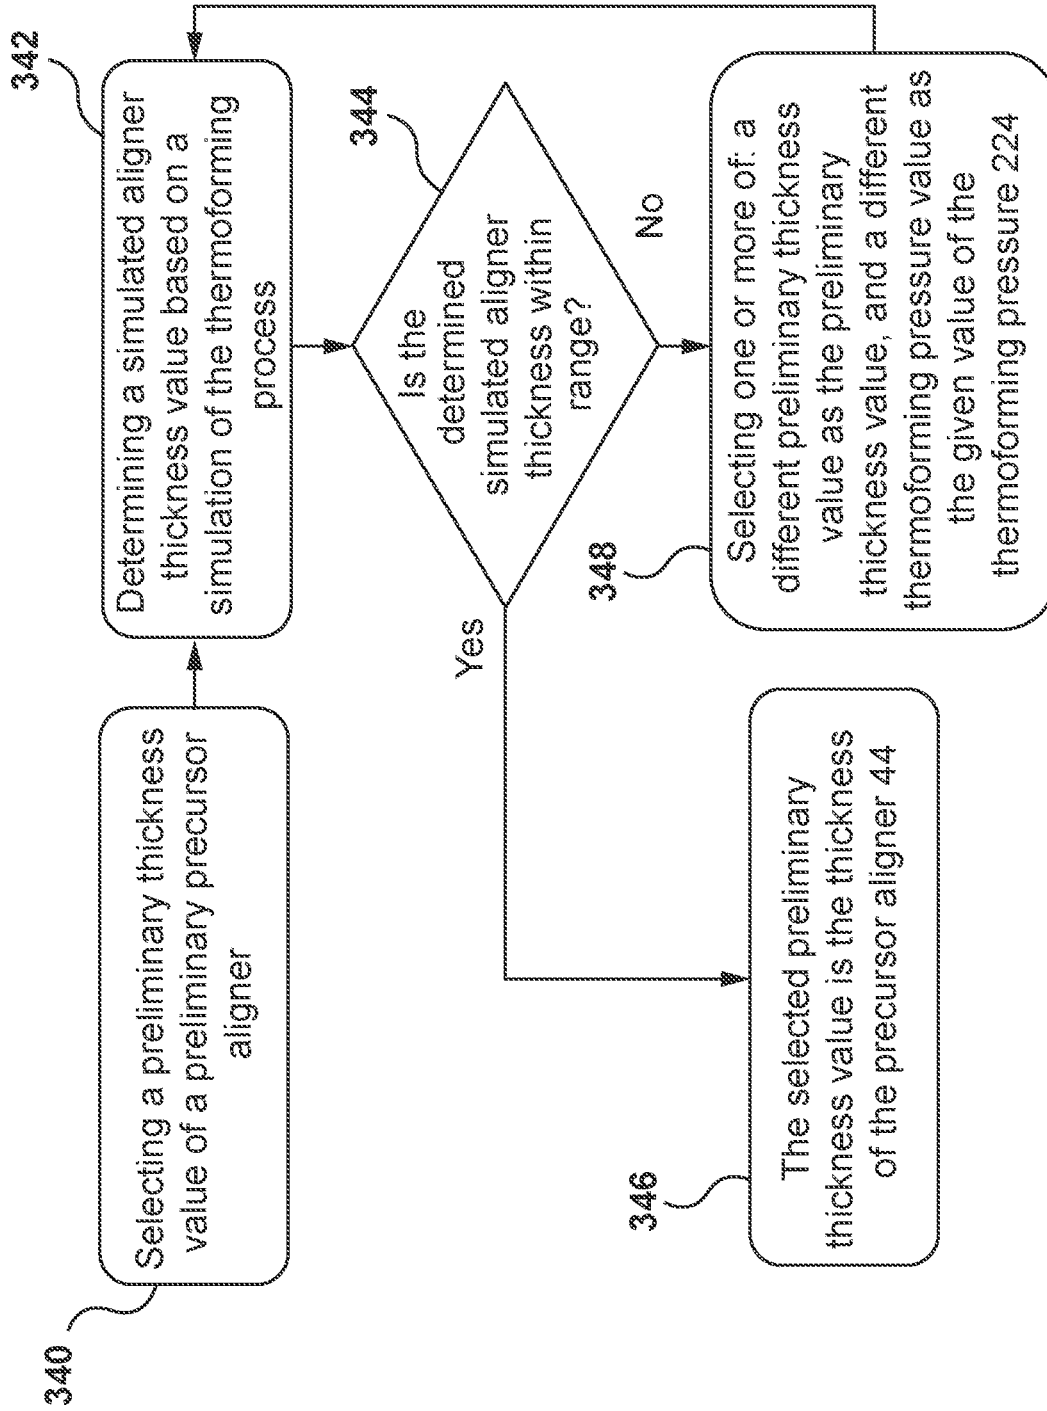 340
Selecting a preliminary thickness
value of a preliminary precursor
aligner
342
Determining a simulated aligner
thickness value based on a
simulation of the thermoforming
process
344
Is the
determined
simulated aligner
thickness within
range?
Yes
No
346
The selected preliminary
thickness value is the thickness
of the precursor aligner 44
348
Selecting one or more of: a
different preliminary thickness
value as the preliminary
thickness value, and a different
thermoforming pressure value as
the given value of the
thermoforming pressure 224